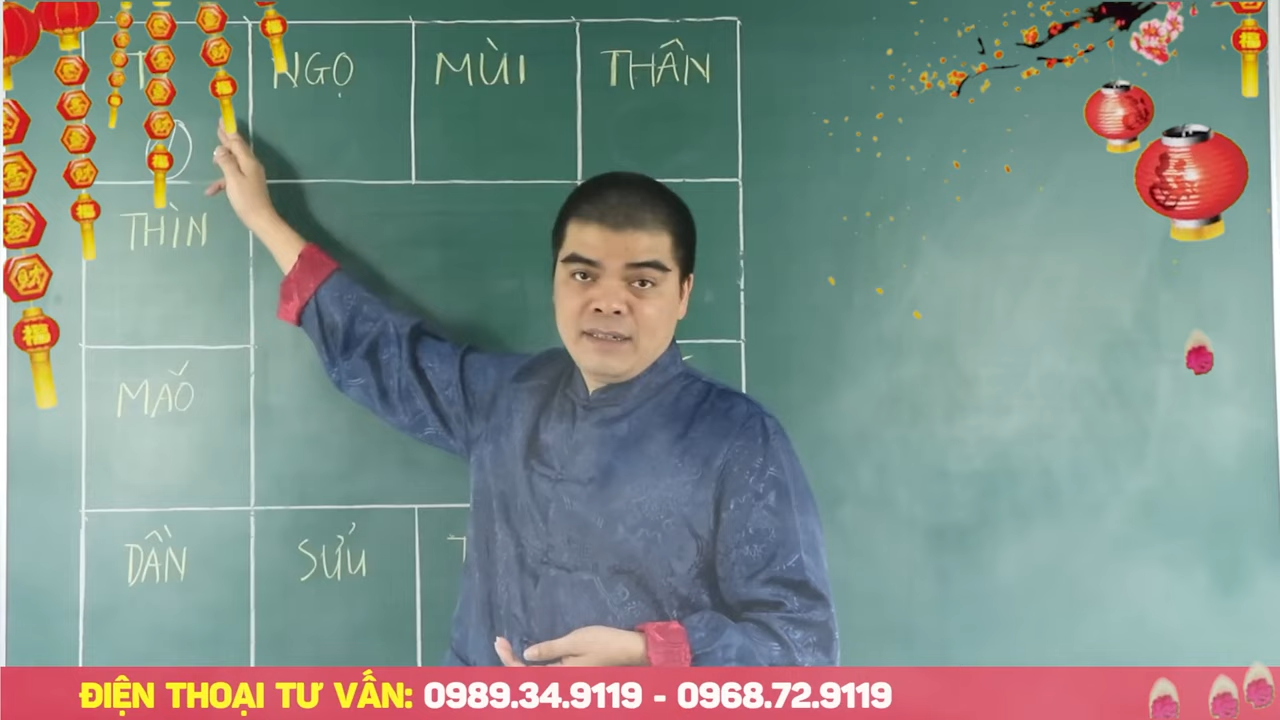 NGỌ MÙI THÂN
THÌN
MÃO
DẦN SỬU
ĐIỆN THOẠI TƯ VẤN: 0989.34.9119 - 0968.72.9119